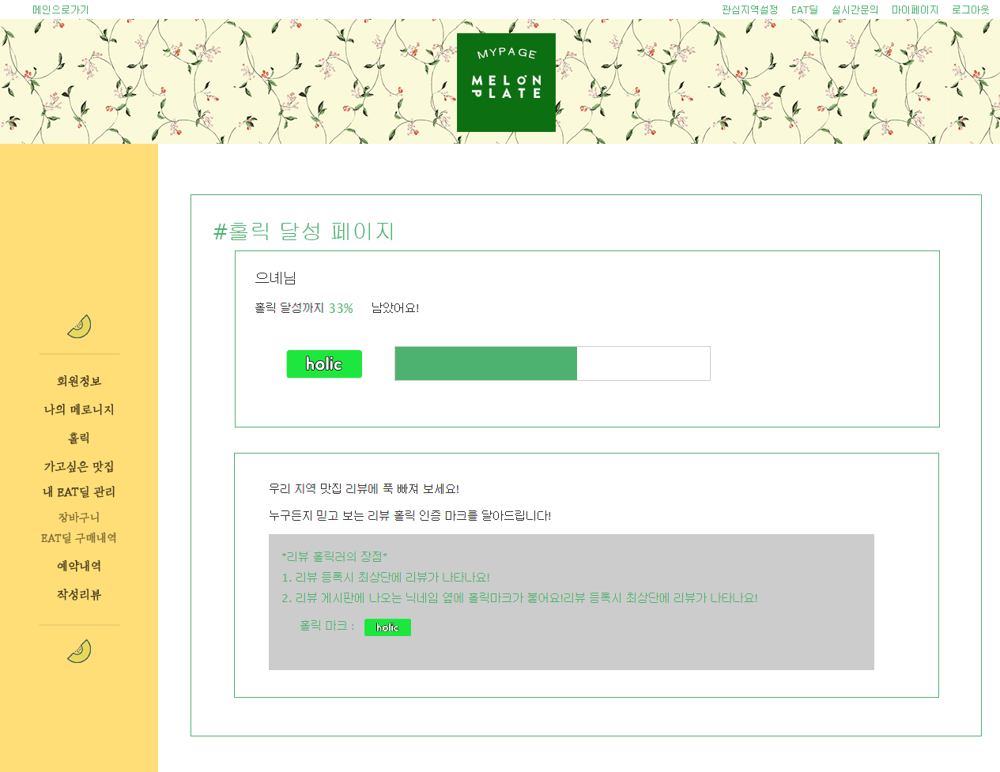 메인으로가기
관심지역설정 EAT딜 실시간문의 마이페이지 로그아웃
MYPAGE
MELON
PLATE
#홀릭 달성 페이지
으녜님
홀릭 달성까지 33% 남았어요!
holic
회원정보
나의 메로니지
홀릭
가고싶은 맛집
내 EAT딜 관리
장바구니
EAT딜 구매내역
예약내역
작성리뷰
우리 지역 맛집 리뷰에 푹 빠져 보세요!
누구든지 믿고 보는 리뷰 홀릭 인증 마크를 달아드립니다!
*리뷰 홀릭러의 장점*
1. 리뷰 등록시 최상단에 리뷰가 나타나요!
2. 리뷰 게시판에 나오는 닉네임 옆에 홀릭마크가 붙어요!리뷰 등록시 최상단에 리뷰가 나타나요!
홀릭 마크 : holic